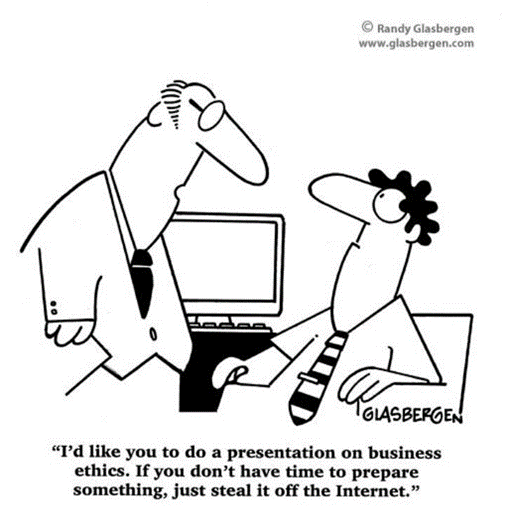 © Randy Glasbergen
www.glasbergen.com
GLASBERGEN
“I’d like you to do a presentation on business
ethics. If you don’t have time to prepare
something, just steal it off the Internet.”